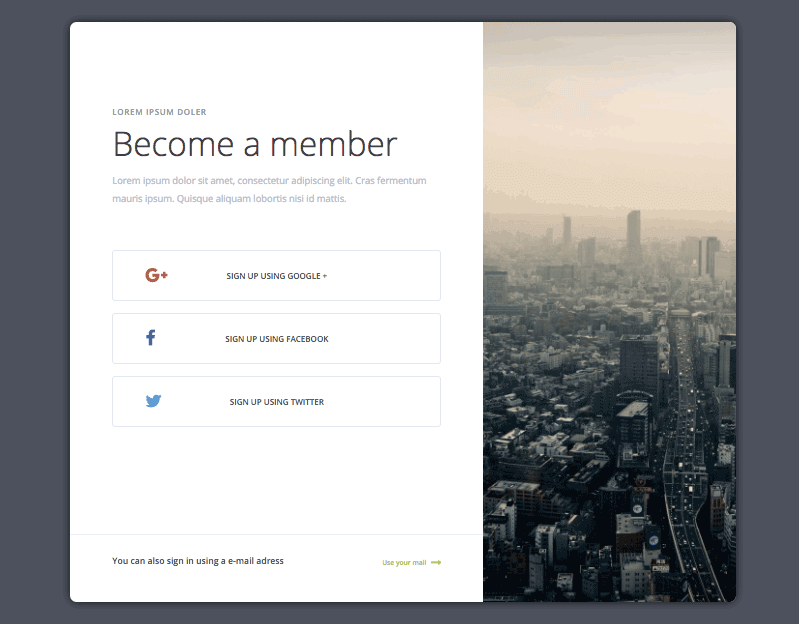 LOREM IPSUM DOLER
Become a member
Lorem ipsum dolor sit amet, consectetur adipiscing elit. Cras fermentum
mauris ipsum. Quisque aliquam lobortis nisi id mattis.
G+ SIGN UP USING GOOGLE +
f SIGN UP USING FACEBOOK
SIGN UP USING TWITTER
You can also sign in using a e-mail adress
Use your mail